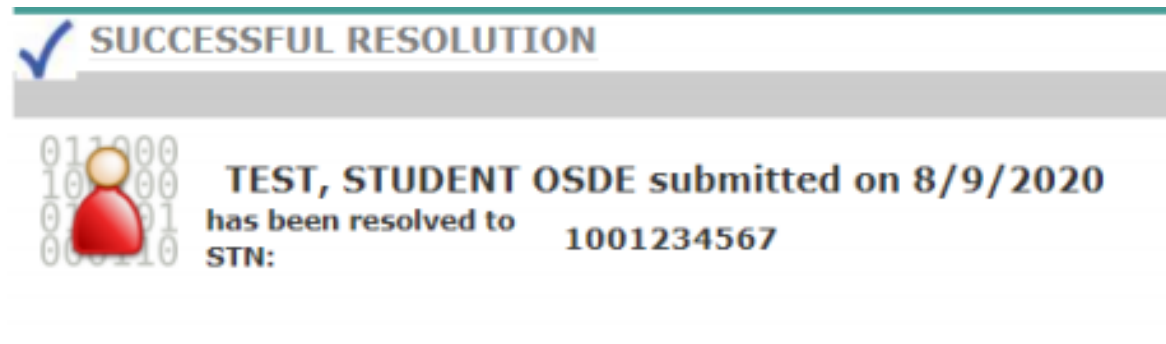 SUCCESSFUL RESOLUTION
TEST, STUDENT OSDE submitted on 8/9/2020
has been resolved to
STN: 1001234567